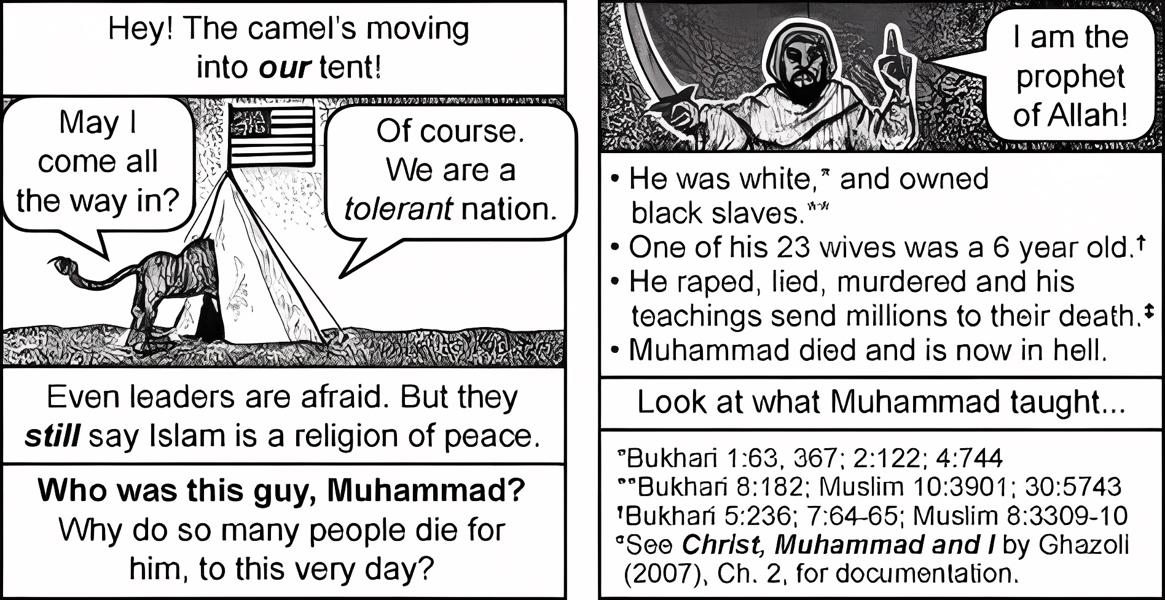 Hey! The camel's moving
into our tent!
May I
come all
the way in?
Of course.
We are a
tolerant nation.
Even leaders are afraid. But they
still say Islam is a religion of peace.
Who was this guy, Muhammad?
Why do so many people die for
him, to this very day?
I am the
prophet
of Allah!
• He was white,* and owned
black slaves.**
• One of his 23 wives was a 6 year old.†
• He raped, lied, murdered and his
teachings send millions to their death.‡
• Muhammad died and is now in hell.
Look at what Muhammad taught...
*Bukhari 1:63, 367; 2:122; 4:744
**Bukhari 8:182; Muslim 10:3901; 30:5743
†Bukhari 5:236; 7:64-65; Muslim 8:3309-10
‡See Christ, Muhammad and I by Ghazoli
(2007), Ch. 2, for documentation.